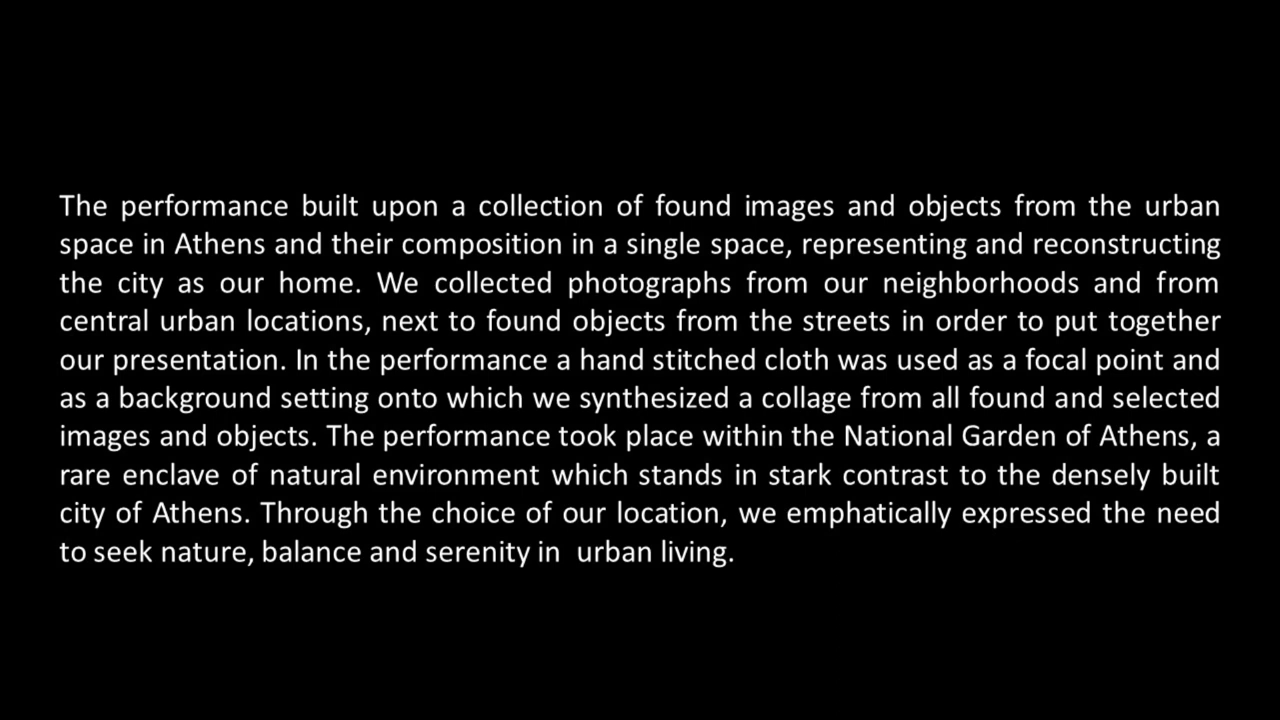 The performance built upon a collection of found images and objects from the urban
space in Athens and their composition in a single space, representing and reconstructing
the city as our home. We collected photographs from our neighborhoods and from
central urban locations, next to found objects from the streets in order to put together
our presentation. In the performance a hand stitched cloth was used as a focal point and
as a background setting onto which we synthesized a collage from all found and selected
images and objects. The performance took place within the National Garden of Athens, a
rare enclave of natural environment which stands in stark contrast to the densely built
city of Athens. Through the choice of our location, we emphatically expressed the need
to seek nature, balance and serenity in  urban living.